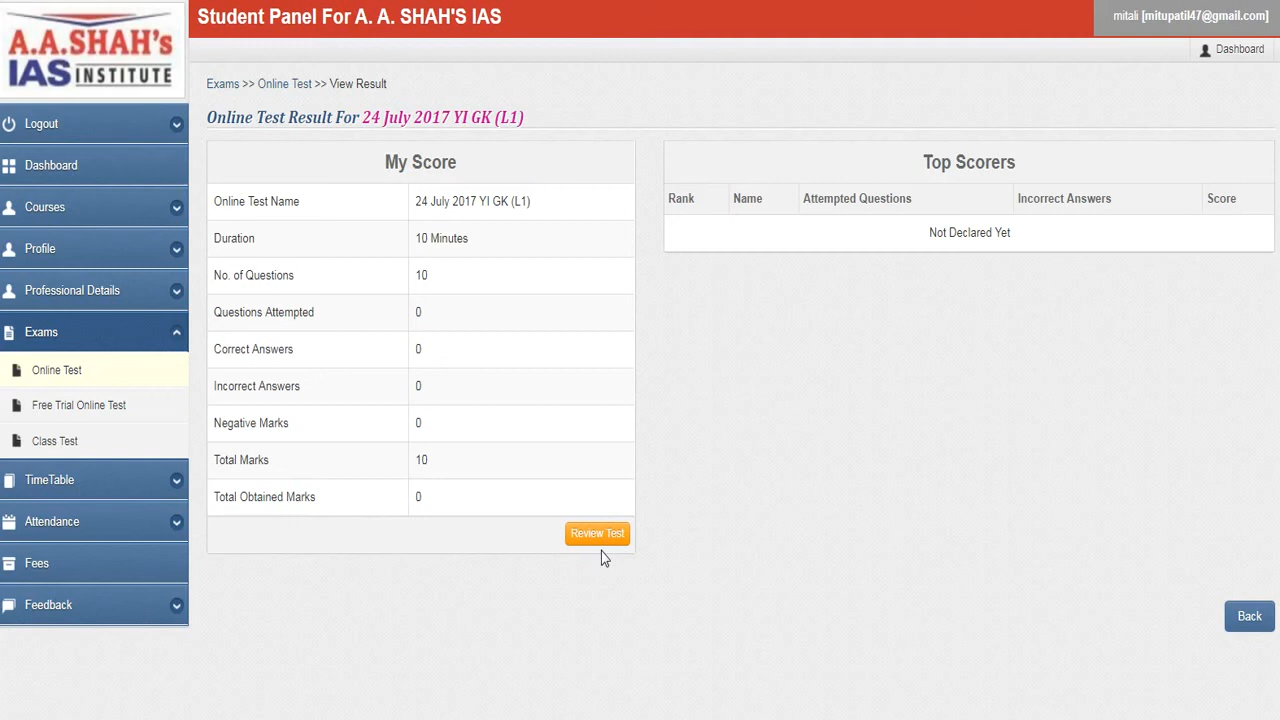 A.A.SHAH's
IAS INSTITUTE
Student Panel For A. A. SHAH'S IAS
mitali [mitupatil47@gmail.com]
Dashboard
Logout
Dashboard
Courses
Profile
Professional Details
Exams
Online Test
Free Trial Online Test
Class Test
TimeTable
Attendance
Fees
Feedback
Exams >> Online Test >> View Result
Online Test Result For 24 July 2017 YI GK (L1)
My Score
Online Test Name 24 July 2017 YI GK (L1)
Duration 10 Minutes
No. of Questions 10
Questions Attempted 0
Correct Answers 0
Incorrect Answers 0
Negative Marks 0
Total Marks 10
Total Obtained Marks 0
Review Test
Top Scorers
Rank Name Attempted Questions Incorrect Answers Score
Not Declared Yet
Back